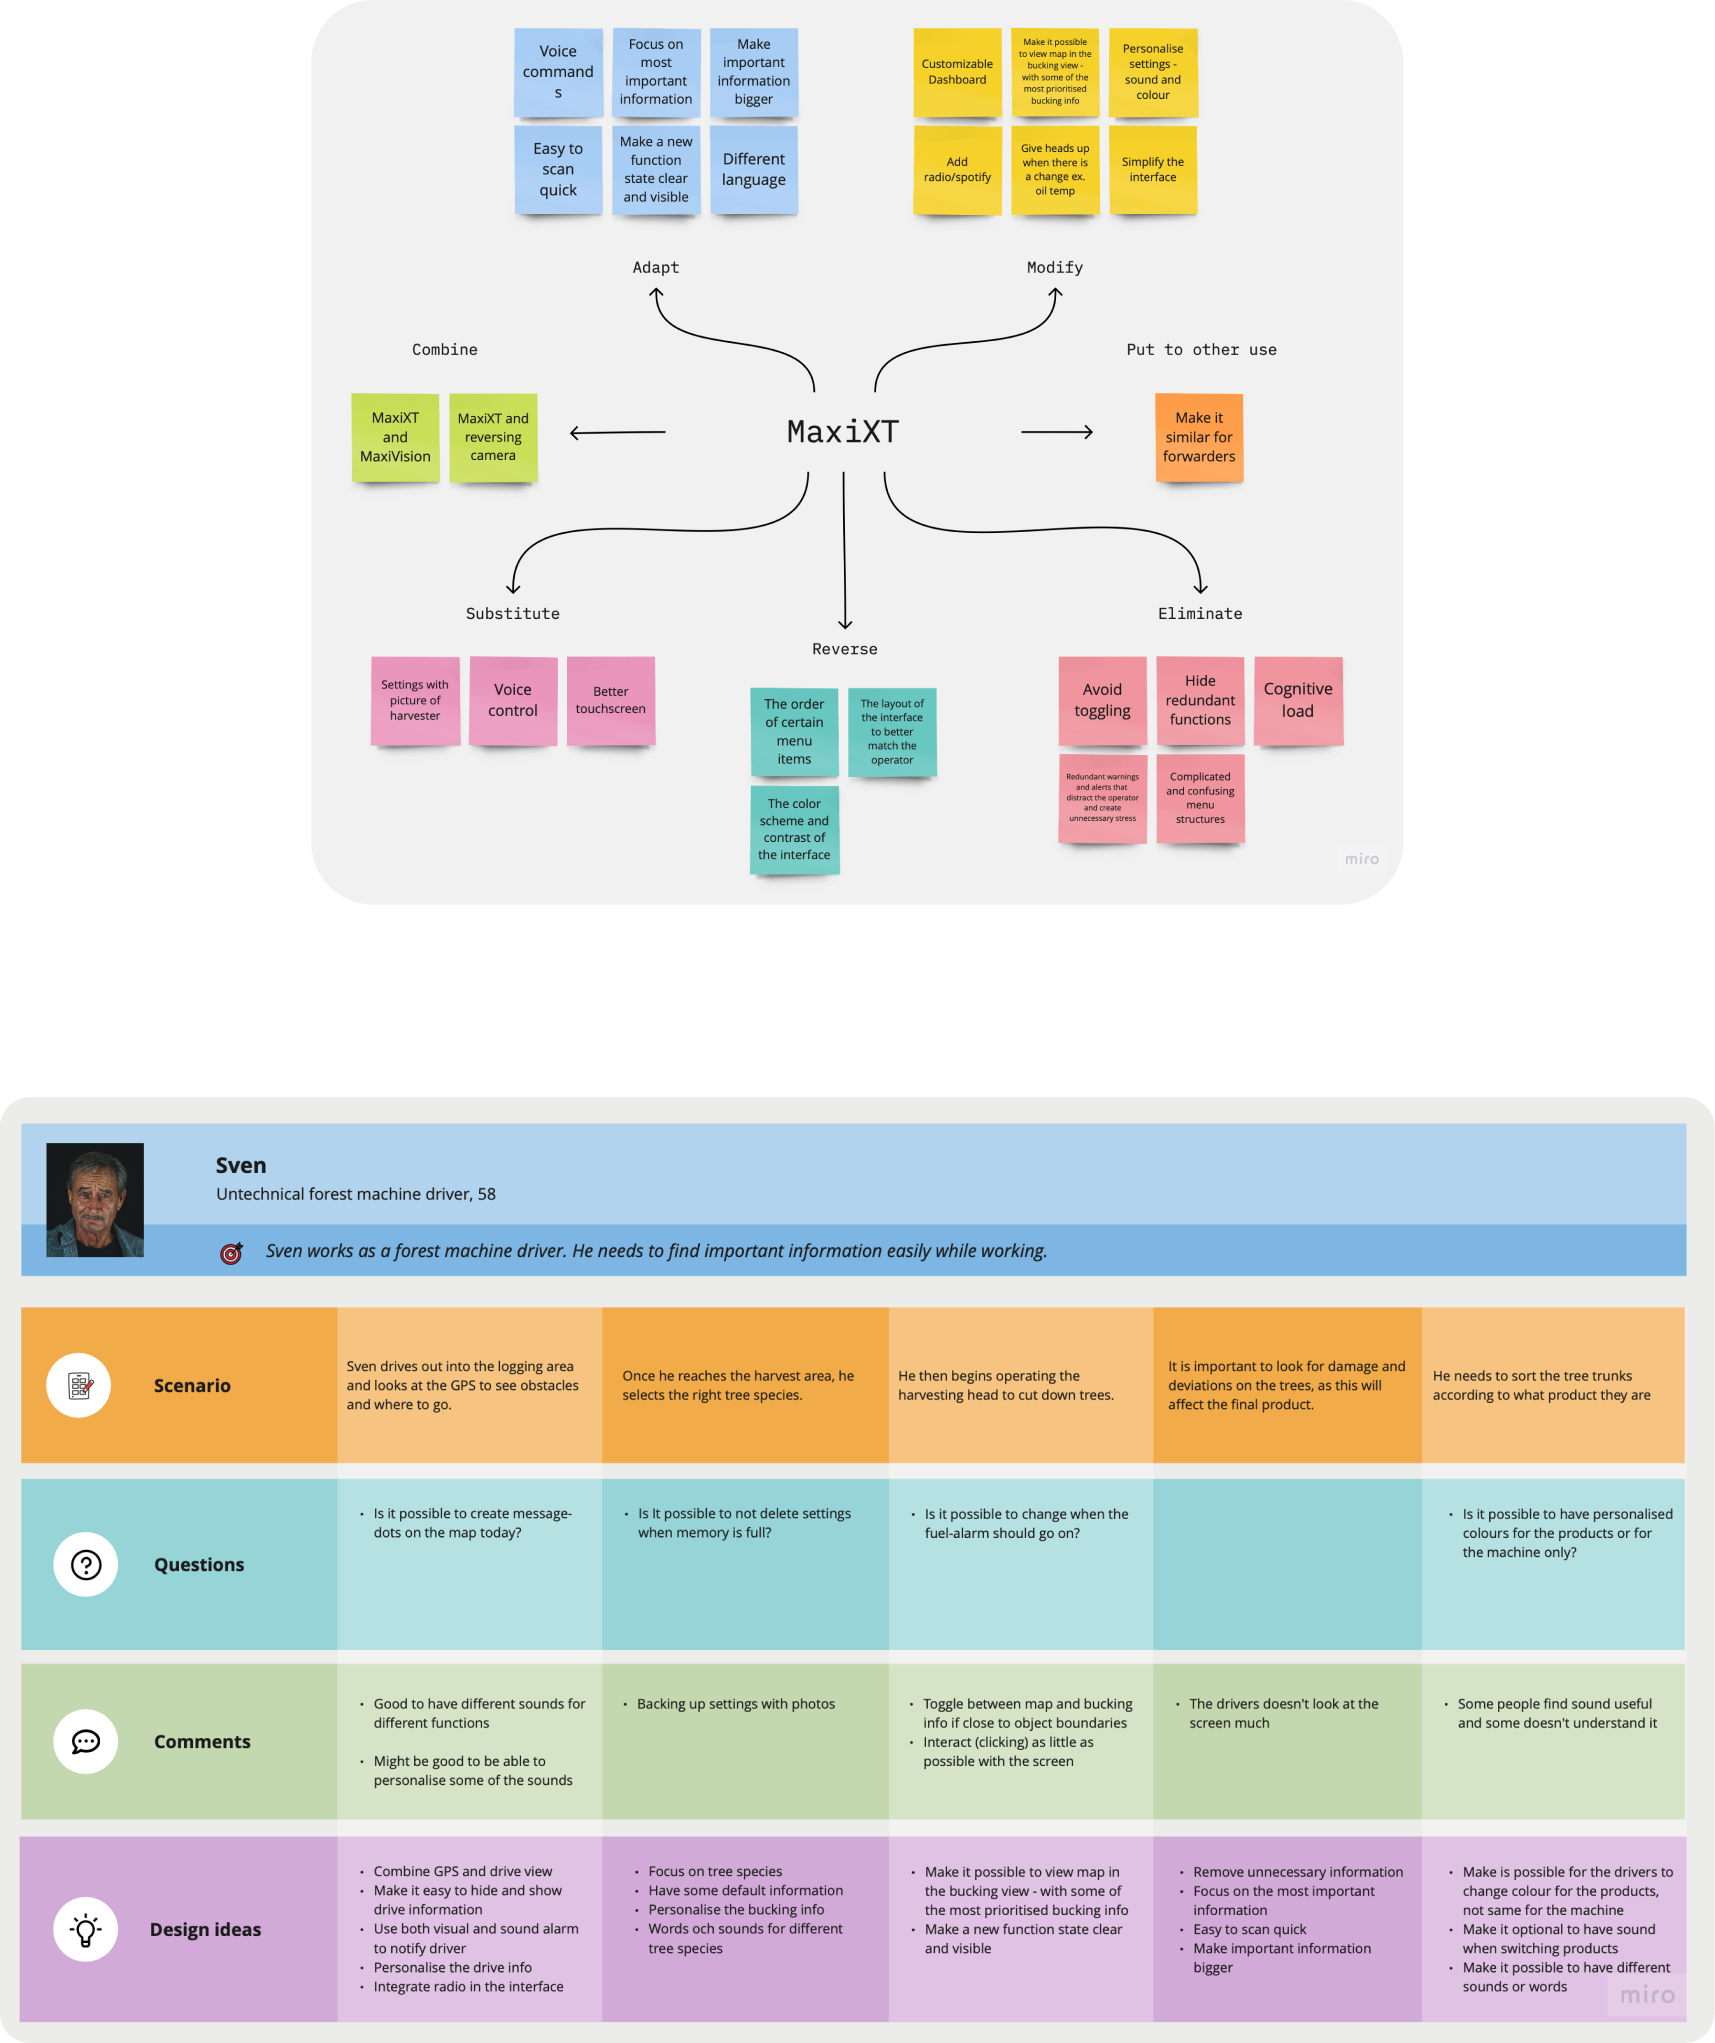 Voice
command
s
Focus on
most
important
information
Make
important
information
bigger
Easy to
scan
quick
Make a new
function
state clear
and visible
Different
language
Customizable
Dashboard
Make it possible
to view map in the
bucking view -
with some of the
most prioritised
bucking info
Personalise
settings -
sound and
colour
Add
radio/spotify
Give heads up
when there is
a change ex.
oil temp
Simplify the
interface
Adapt
Modify
Combine
Put to other use
MaxiXT
and
MaxiVision
MaxiXT and
reversing
camera
MaxiXT
Make it
similar for
forwarders
Substitute
Reverse
Eliminate
Settings with
picture of
harvester
Voice
control
Better
touchscreen
The order
of certain
menu
items
The layout of
the interface
to better
match the
operator
The color
scheme and
contrast of
the interface
Avoid
toggling
Hide
redundant
functions
Cognitive
load
Redundant warnings
and alerts that
distract the operator
and create
unnecessary stress
Complicated
and confusing
menu
structures
miro
Sven
Untechnical forest machine driver, 58
Sven works as a forest machine driver. He needs to find important information easily while working.
Scenario
Sven drives out into the logging area
and looks at the GPS to see obstacles
and where to go.
Once he reaches the harvest area, he
selects the right tree species.
He then begins operating the
harvesting head to cut down trees.
It is important to look for damage and
deviations on the trees, as this will
affect the final product.
He needs to sort the tree trunks
according to what product they are
Questions
• Is it possible to create message-
dots on the map today?
• Is It possible to not delete settings
when memory is full?
• Is it possible to change when the
fuel-alarm should go on?
• Is it possible to have personalised
colours for the products or for
the machine only?
Comments
• Good to have different sounds for
different functions
• Might be good to be able to
personalise some of the sounds
• Backing up settings with photos
• Toggle between map and bucking
info if close to object boundaries
• Interact (clicking) as little as
possible with the screen
• The drivers doesn't look at the
screen much
• Some people find sound useful
and some doesn't understand it
Design ideas
• Combine GPS and drive view
• Make it easy to hide and show
drive information
• Use both visual and sound alarm
to notify driver
• Personalise the drive info
• Integrate radio in the interface
• Focus on tree species
• Have some default information
• Personalise the bucking info
• Words och sounds for different
tree species
• Make it possible to view map in
the bucking view - with some of
the most prioritised bucking info
• Make a new function state clear
and visible
• Remove unnecessary information
• Focus on the most important
information
• Easy to scan quick
• Make important information
bigger
• Make is possible for the drivers to
change colour for the products,
not same for the machine
• Make it optional to have sound
when switching products
• Make it possible to have different
sounds or words
miro